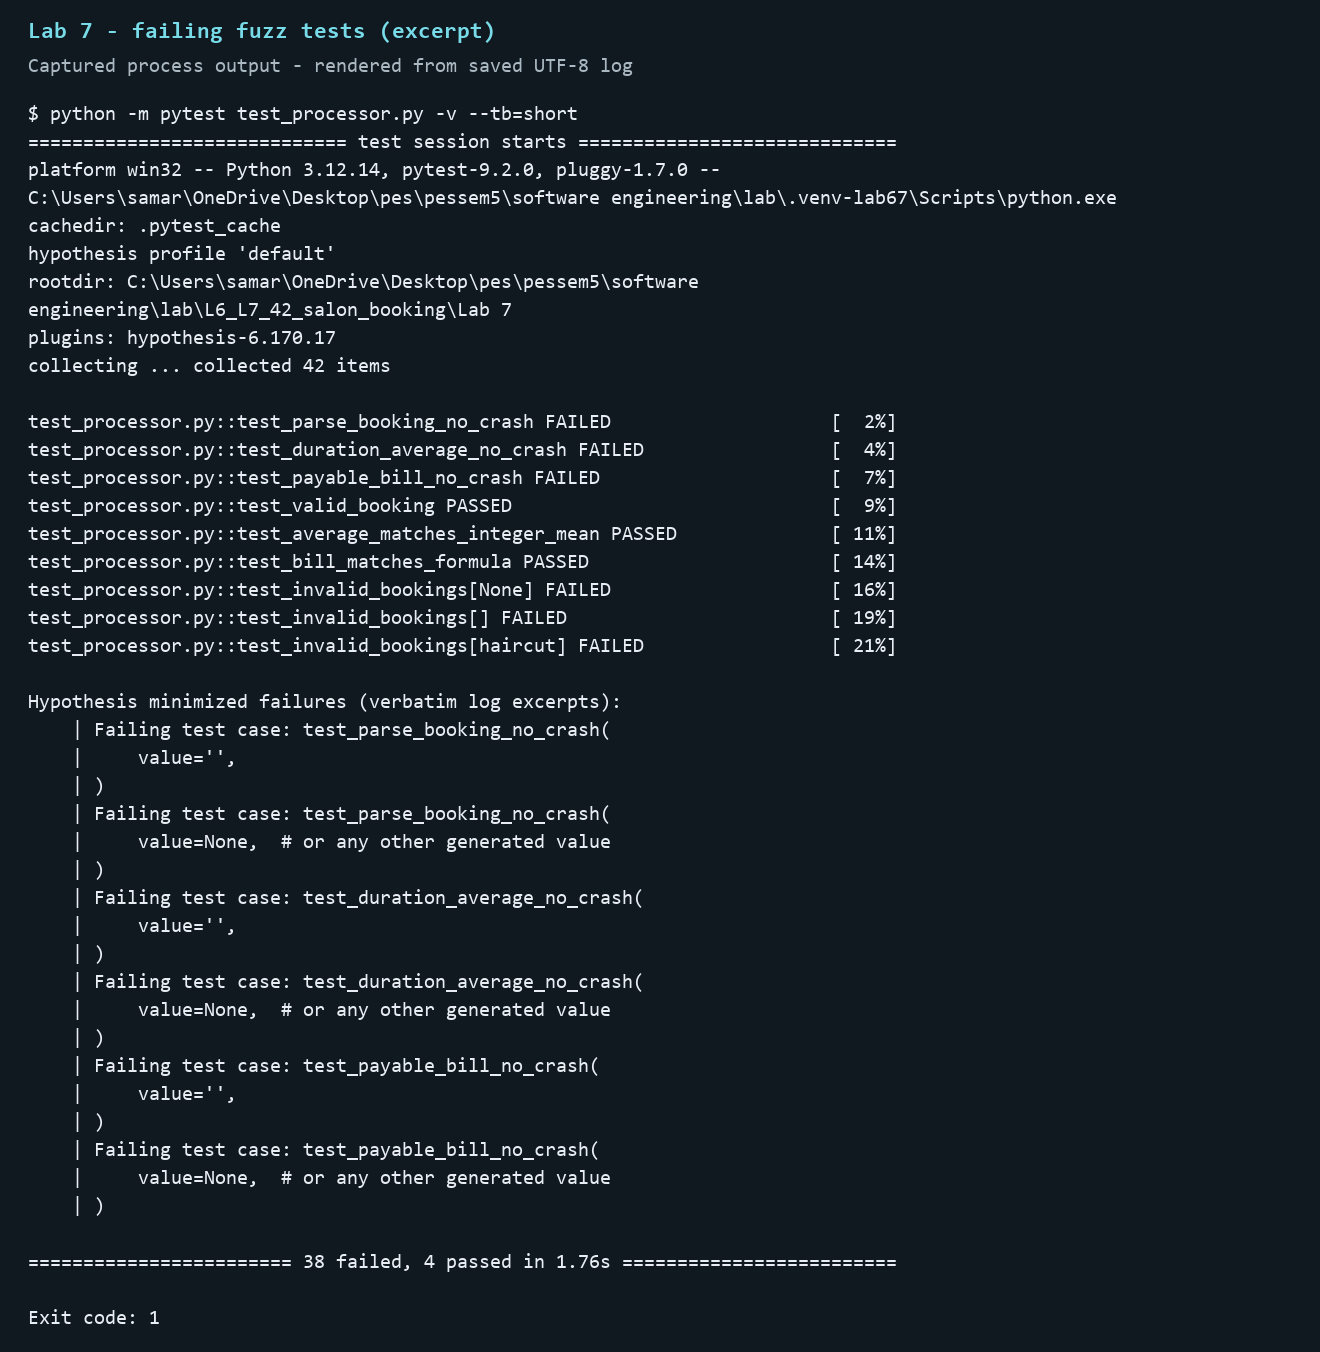 Lab 7 - failing fuzz tests (excerpt)
Captured process output - rendered from saved UTF-8 log
$ python -m pytest test_processor.py -v --tb=short
============================= test session starts =============================
platform win32 -- Python 3.12.14, pytest-9.2.0, pluggy-1.7.0 --
C:\Users\samar\OneDrive\Desktop\pes\pessem5\software engineering\lab\.venv-lab67\Scripts\python.exe
cachedir: .pytest_cache
hypothesis profile 'default'
rootdir: C:\Users\samar\OneDrive\Desktop\pes\pessem5\software
engineering\lab\L6_L7_42_salon_booking\Lab 7
plugins: hypothesis-6.170.17
collecting ... collected 42 items

test_processor.py::test_parse_booking_no_crash FAILED                    [  2%]
test_processor.py::test_duration_average_no_crash FAILED                 [  4%]
test_processor.py::test_payable_bill_no_crash FAILED                     [  7%]
test_processor.py::test_valid_booking PASSED                             [  9%]
test_processor.py::test_average_matches_integer_mean PASSED              [ 11%]
test_processor.py::test_bill_matches_formula PASSED                      [ 14%]
test_processor.py::test_invalid_bookings[None] FAILED                    [ 16%]
test_processor.py::test_invalid_bookings[] FAILED                        [ 19%]
test_processor.py::test_invalid_bookings[haircut] FAILED                 [ 21%]

Hypothesis minimized failures (verbatim log excerpts):
    | Failing test case: test_parse_booking_no_crash(
    |     value='',
    | )
    | Failing test case: test_parse_booking_no_crash(
    |     value=None,  # or any other generated value
    | )
    | Failing test case: test_duration_average_no_crash(
    |     value='',
    | )
    | Failing test case: test_duration_average_no_crash(
    |     value=None,  # or any other generated value
    | )
    | Failing test case: test_payable_bill_no_crash(
    |     value='',
    | )
    | Failing test case: test_payable_bill_no_crash(
    |     value=None,  # or any other generated value
    | )

======================== 38 failed, 4 passed in 1.76s =========================

Exit code: 1